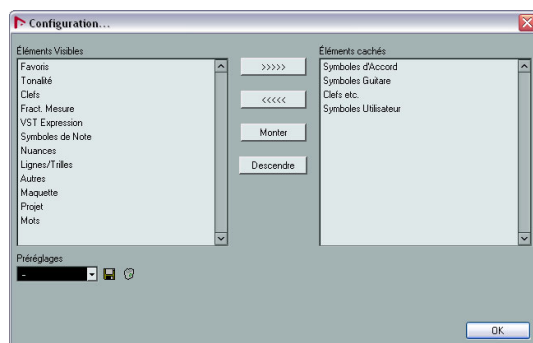 Configuration...
Éléments Visibles
Favoris
Tonalité
Clefs
Fract. Mesure
VST Expression
Symboles de Note
Nuances
Lignes/Trilles
Autres
Maquette
Projet
Mots
>>>>>
<<<<<
Monter
Descendre
Éléments cachés
Symboles d'Accord
Symboles Guitare
Clefs etc.
Symboles Utilisateur
Préréglages
-
OK